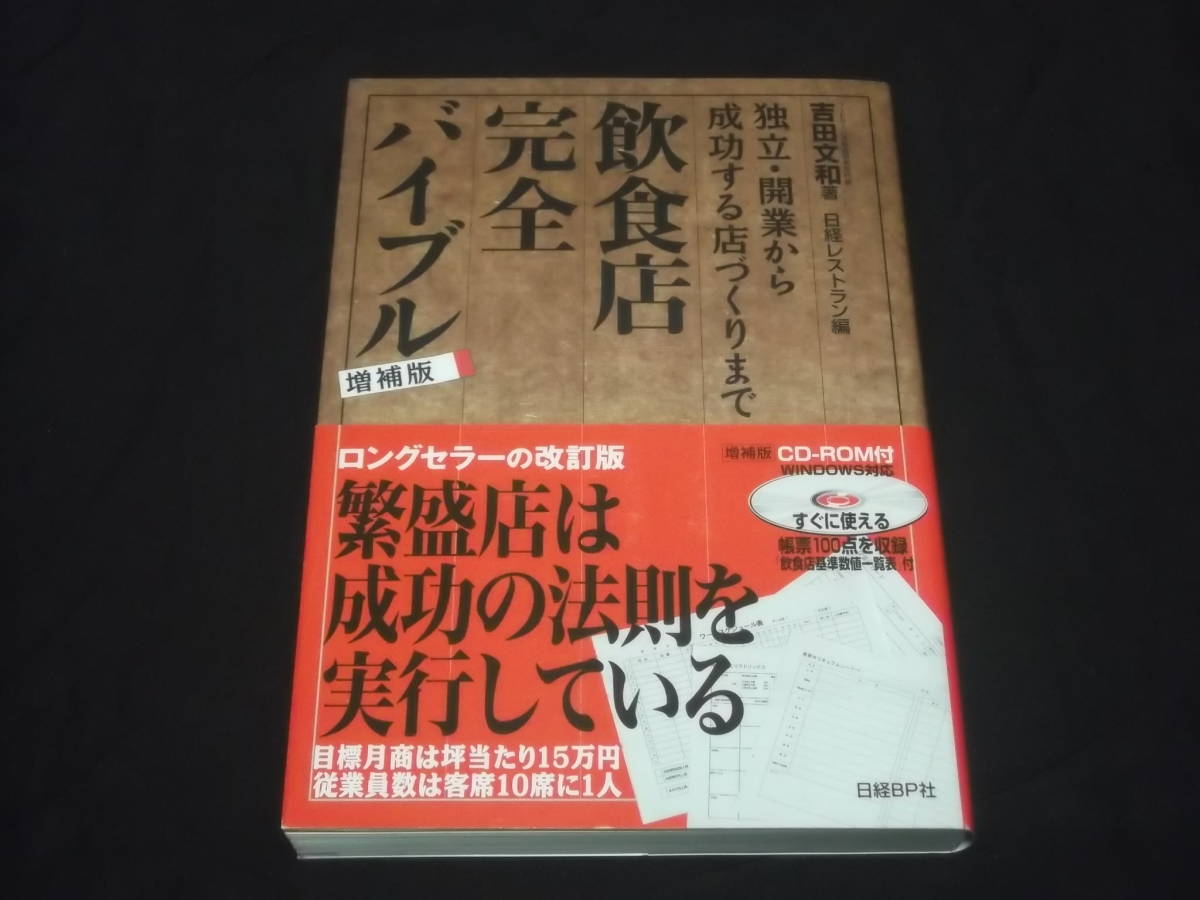 吉田文和著 日経レストラン編
独立・開業から
成功する店づくりまで
飲食店
完全
バイブル
増補版
ロングセラーの改訂版
繁盛店は
成功の法則を
実行している
目標月商は坪当たり15万円
従業員数は客席10席に1人
増補版 CD-ROM付
WINDOWS対応
すぐに使える
帳票100点を収録
「飲食店基準数値一覧表」付
日経BP社